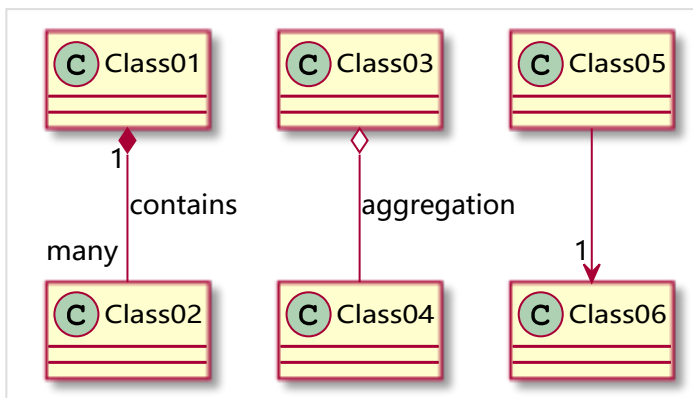 C Class01
C Class03
C Class05
1
contains
aggregation
many
1
C Class02
C Class04
C Class06